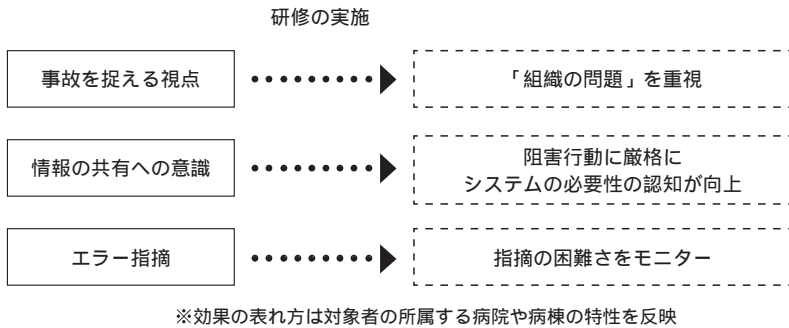 研修の実施
事故を捉える視点
「組織の問題」を重視
情報の共有への意識
阻害行動に厳格に
システムの必要性の認知が向上
エラー指摘
指摘の困難さをモニター
※効果の表れ方は対象者の所属する病院や病棟の特性を反映